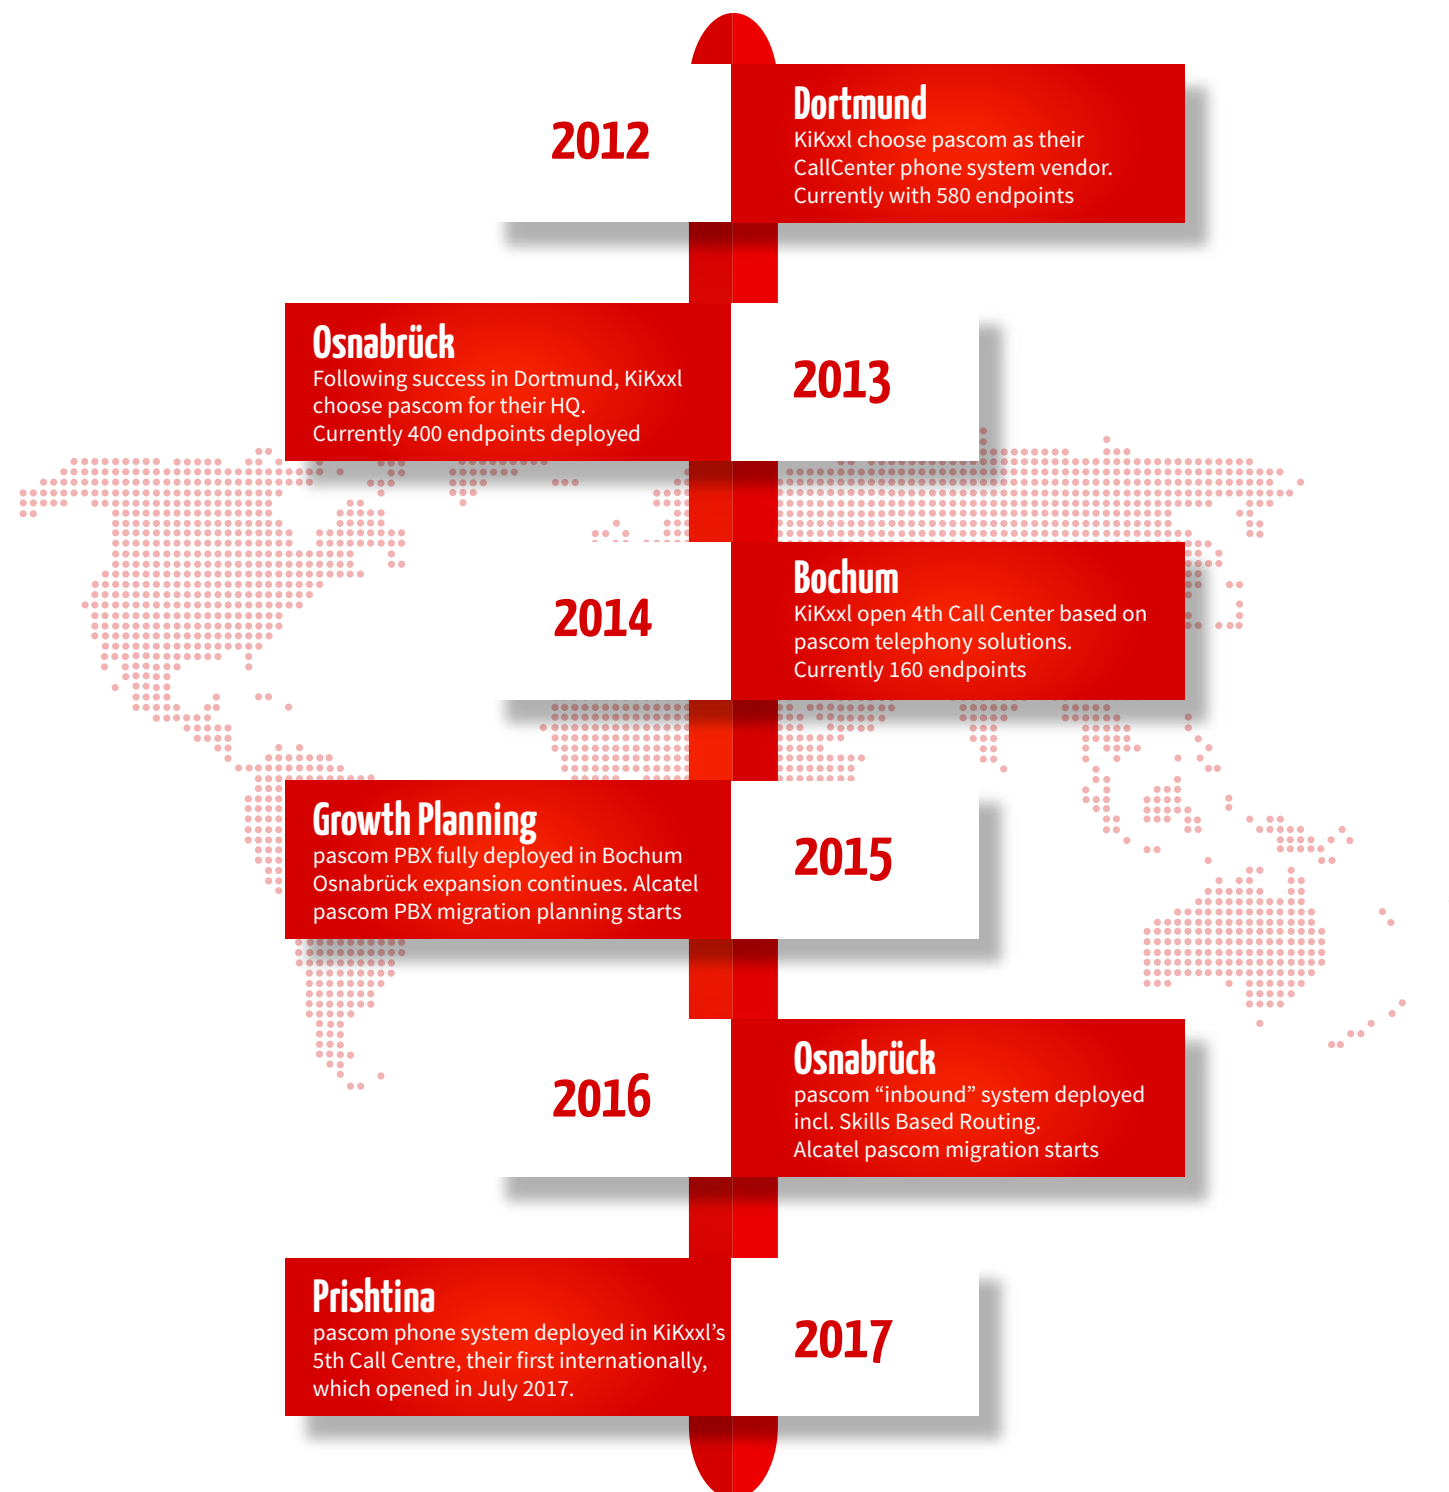 2012
Dortmund
KiKxxl choose pascom as their
CallCenter phone system vendor.
Currently with 580 endpoints
Osnabrück
Following success in Dortmund, KiKxxl
choose pascom for their HQ.
Currently 400 endpoints deployed
2013
2014
Bochum
KiKxxl open 4th Call Center based on
pascom telephony solutions.
Currently 160 endpoints
Growth Planning
pascom PBX fully deployed in Bochum
Osnabrück expansion continues. Alcatel
pascom PBX migration planning starts
2015
2016
Osnabrück
pascom “inbound” system deployed
incl. Skills Based Routing.
Alcatel pascom migration starts
Prishtina
pascom phone system deployed in KiKxxl’s
5th Call Centre, their first internationally,
which opened in July 2017.
2017